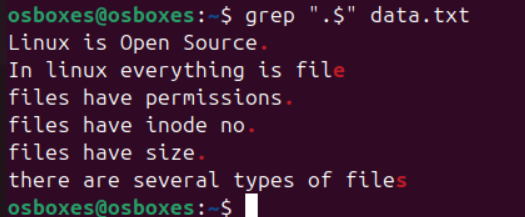 osboxes@osboxes:~$ grep ".$" data.txt
Linux is Open Source.
In linux everything is file
files have permissions.
files have inode no.
files have size.
there are several types of files
osboxes@osboxes:~$